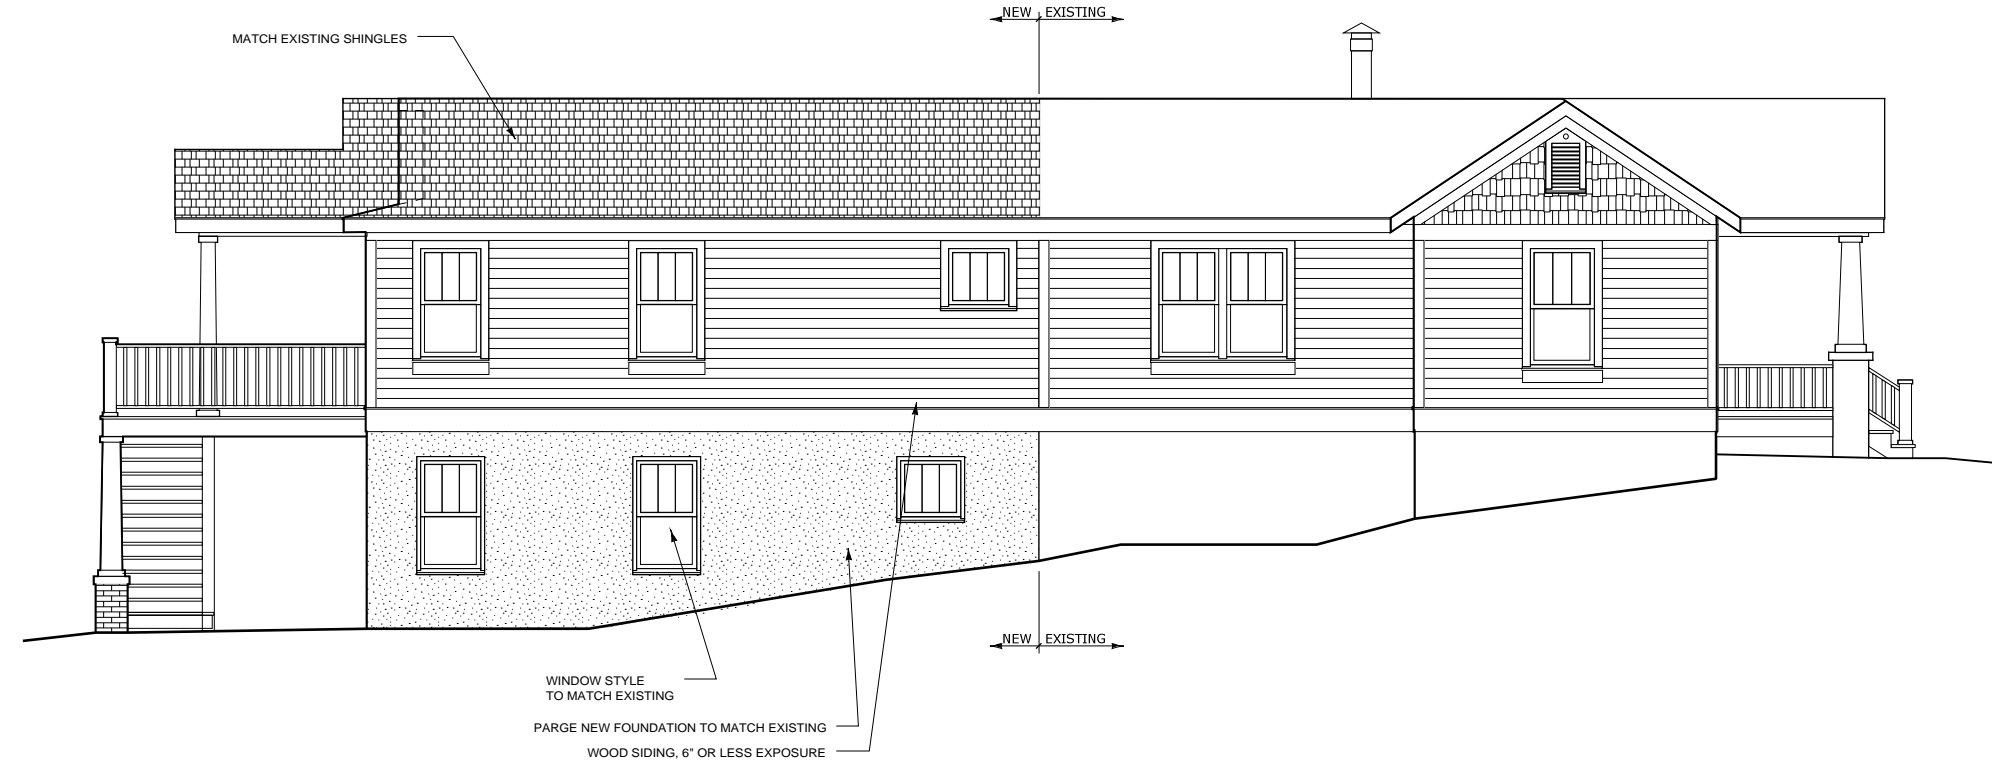 NEW EXISTING
MATCH EXISTING SHINGLES
NEW EXISTING
WINDOW STYLE
TO MATCH EXISTING
PARGE NEW FOUNDATION TO MATCH EXISTING
WOOD SIDING, 6" OR LESS EXPOSURE